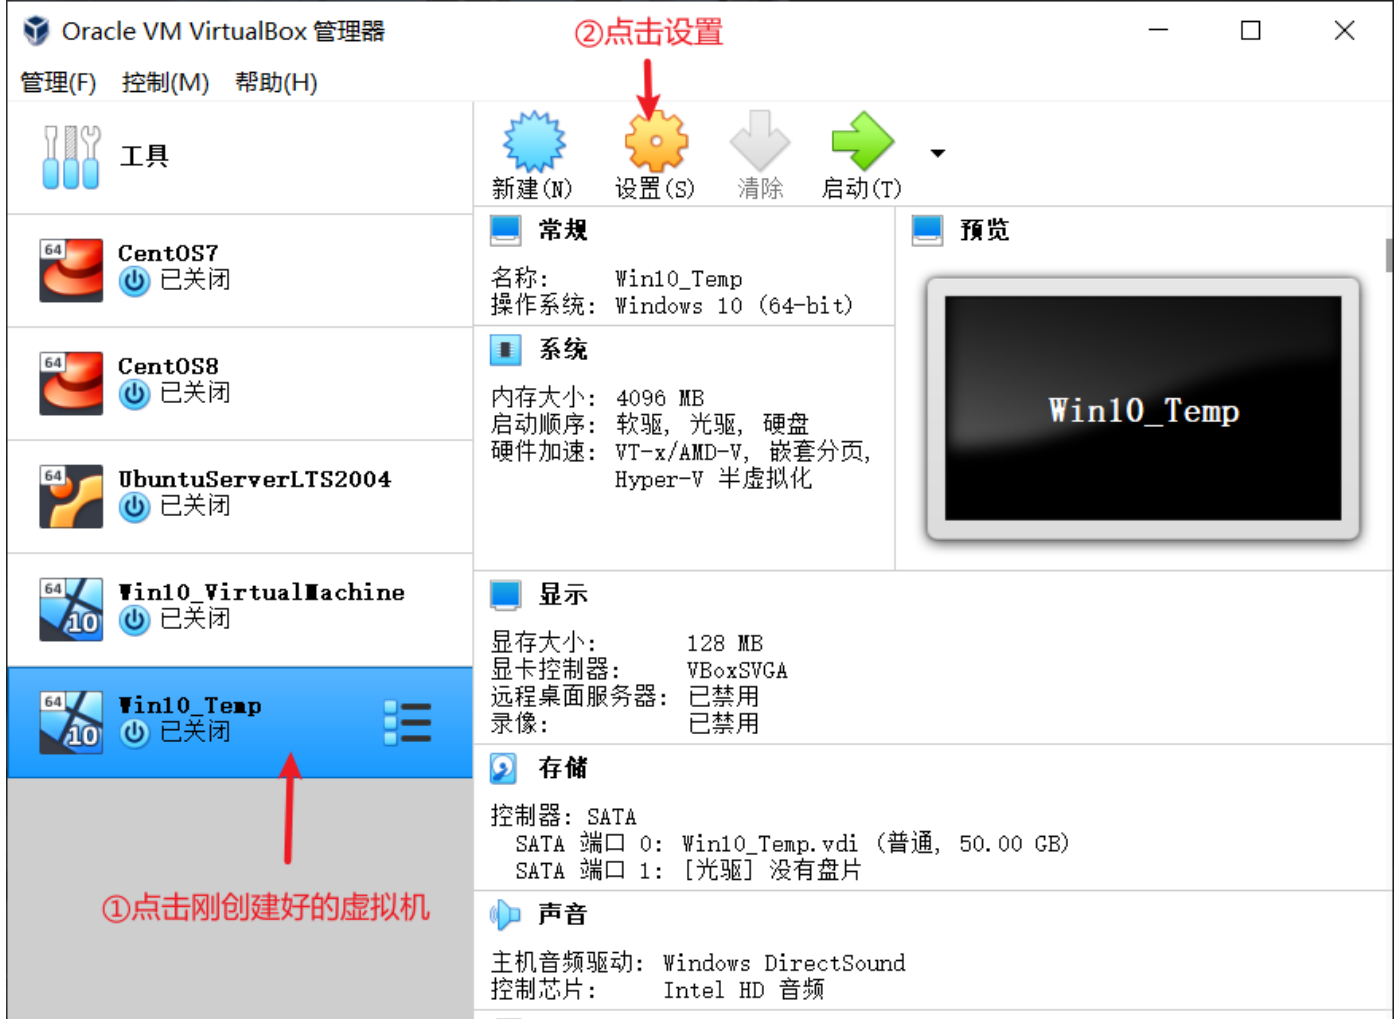 Oracle VM VirtualBox 管理器
②点击设置
管理(F) 控制(M) 帮助(H)
工具
新建(N) 设置(S) 清除 启动(T)
64
CentOS7
已关闭
64
CentOS8
已关闭
64
UbuntuServerLTS2004
已关闭
64
10
Win10_VirtualMachine
已关闭
64
10
Win10_Temp
已关闭
①点击刚创建好的虚拟机
常规
名称: Win10_Temp
操作系统: Windows 10 (64-bit)
系统
内存大小: 4096 MB
启动顺序: 软驱, 光驱, 硬盘
硬件加速: VT-x/AMD-V, 嵌套分页,
Hyper-V 半虚拟化
预览
Win10_Temp
显示
显存大小: 128 MB
显卡控制器: VBoxSVGA
远程桌面服务器: 已禁用
录像: 已禁用
存储
控制器: SATA
SATA 端口 0: Win10_Temp.vdi (普通, 50.00 GB)
SATA 端口 1: [光驱] 没有盘片
声音
主机音频驱动: Windows DirectSound
控制芯片: Intel HD 音频